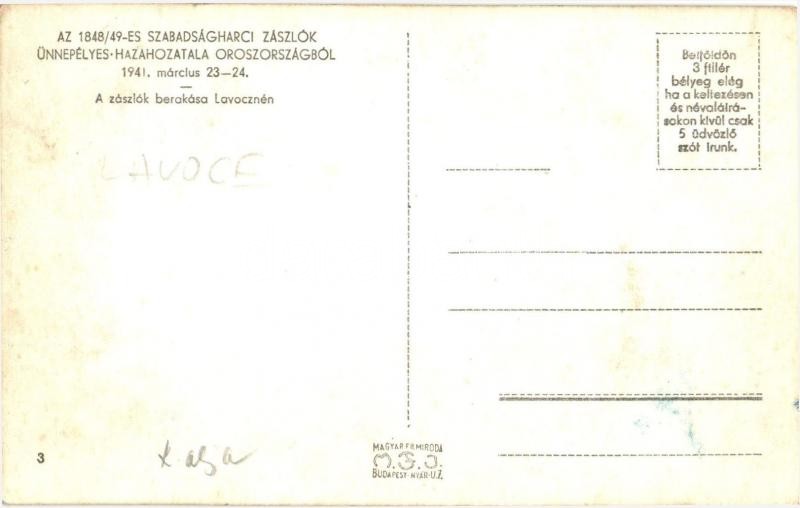 AZ 1848/49-ES SZABADSÁGHARCI ZÁSZLÓK
ÜNNEPÉLYES-HAZAHOZATALA OROSZORSZÁGBÓL
1941. március 23—24.
A zászlók berakása Lavocznén
LAVOCE
Belföldön
3 fillér
bélyeg elég
ha a keltezésen
és névaláírá-
sokon kívül csak
5 üdvözlő
szót írunk.
3
MAGYAR FILMIRODA
M.F.I.
BUDAPEST-NYÁR-U.7.